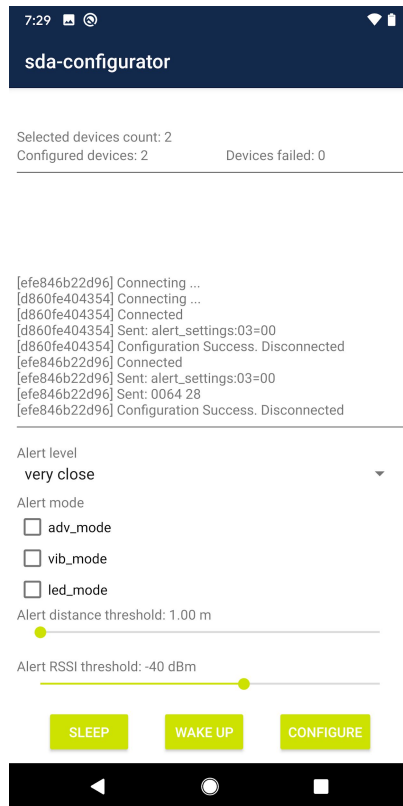 7:29
sda-configurator
Selected devices count: 2
Configured devices: 2 Devices failed: 0
[efe846b22d96] Connecting ...
[d860fe404354] Connecting ...
[d860fe404354] Connected
[d860fe404354] Sent: alert_settings:03=00
[d860fe404354] Configuration Success. Disconnected
[efe846b22d96] Connected
[efe846b22d96] Sent: alert_settings:03=00
[efe846b22d96] Sent: 0064 28
[efe846b22d96] Configuration Success. Disconnected
Alert level
very close
Alert mode
adv_mode
vib_mode
led_mode
Alert distance threshold: 1.00 m
Alert RSSI threshold: -40 dBm
SLEEP WAKE UP CONFIGURE